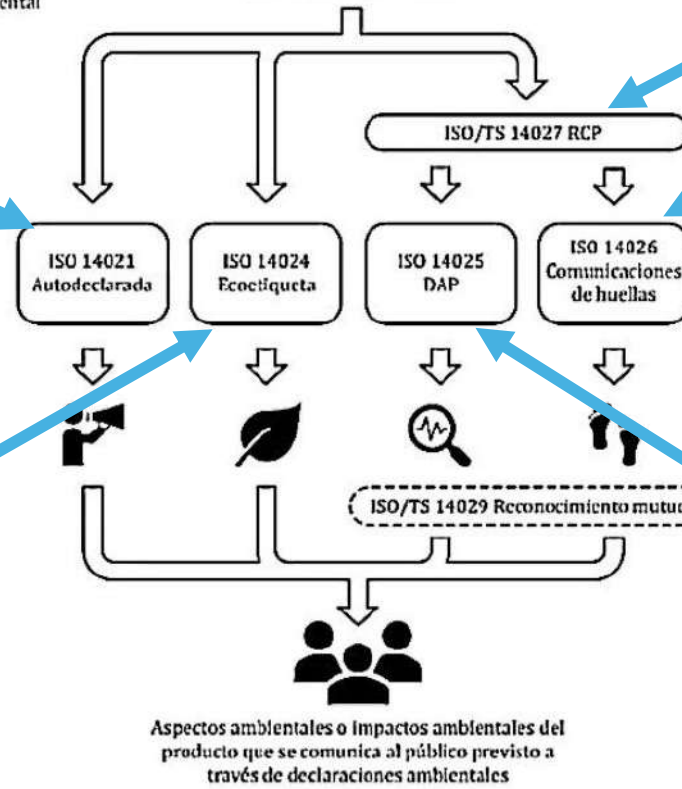 ISO/TS 14027 RCP
ISO 14021
Autodeclarada
ISO 14024
Ecoetiqueta
ISO 14025
DAP
ISO 14026
Comunicaciones
de huellas
ISO/TS 14029 Reconocimiento mutuo
Aspectos ambientales o impactos ambientales del
producto que se comunica al público previsto a
través de declaraciones ambientales